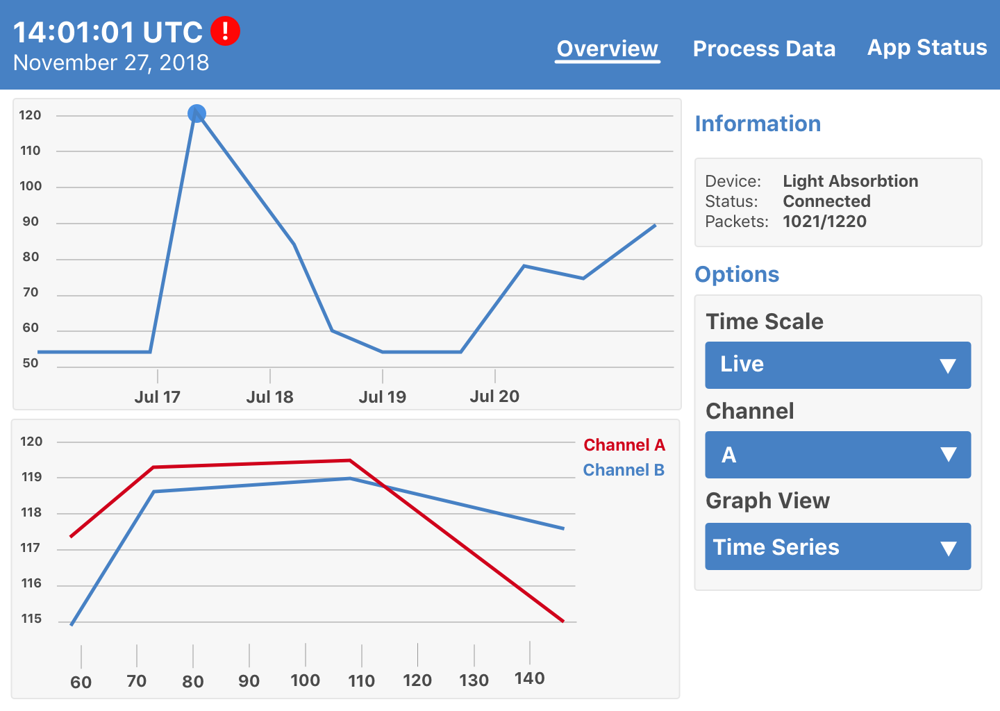 14:01:01 UTC !
November 27, 2018
Overview
Process Data
App Status
120
110
100
90
80
70
60
50
Jul 17
Jul 18
Jul 19
Jul 20
120
119
118
117
116
115
60
70
80
90
100
110
120
130
140
Channel A
Channel B
Information
Device: Light Absorbtion
Status: Connected
Packets: 1021/1220
Options
Time Scale
Live
Channel
A
Graph View
Time Series